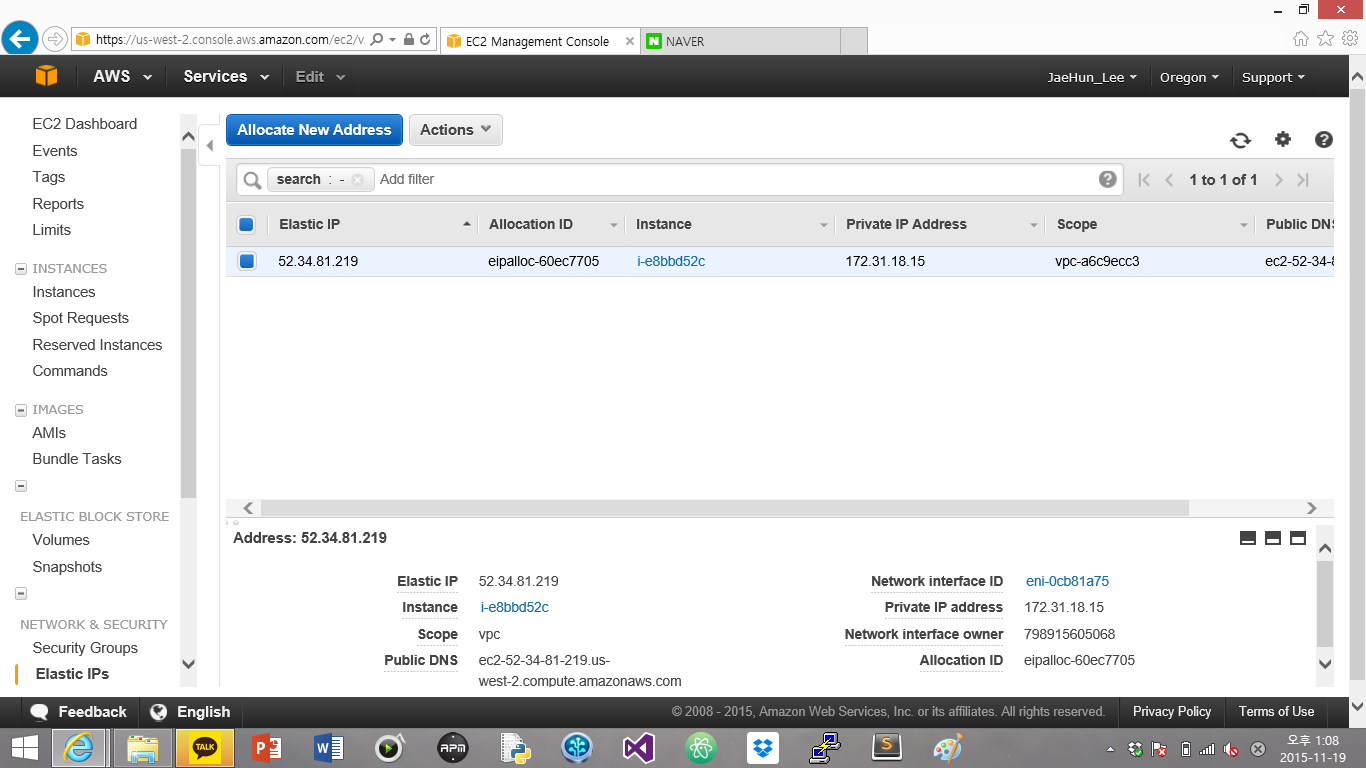 https://us-west-2.console.aws.amazon.com/ec2/v.
EC2 Management Console
NAVER
AWS
Services
Edit
JaeHun_Lee
Oregon
Support
EC2 Dashboard
Events
Tags
Reports
Limits
INSTANCES
Instances
Spot Requests
Reserved Instances
Commands
IMAGES
AMIs
Bundle Tasks
ELASTIC BLOCK STORE
Volumes
Snapshots
NETWORK & SECURITY
Security Groups
Elastic IPs
Allocate New Address
Actions
search : -
Add filter
1 to 1 of 1
Elastic IP Allocation ID Instance Private IP Address Scope Public DNS
52.34.81.219 eipalloc-60ec7705 i-e8bbd52c 172.31.18.15 vpc-a6c9ecc3 ec2-52-34-8
Address: 52.34.81.219
Elastic IP 52.34.81.219
Instance i-e8bbd52c
Scope vpc
Public DNS ec2-52-34-81-219.us-
west-2.compute.amazonaws.com
Network interface ID eni-0cb81a75
Private IP address 172.31.18.15
Network interface owner 798915605068
Allocation ID eipalloc-60ec7705
Feedback
English
© 2008 - 2015, Amazon Web Services, Inc. or its affiliates. All rights reserved.
Privacy Policy
Terms of Use
TALK
APM
오후 1:08
2015-11-19